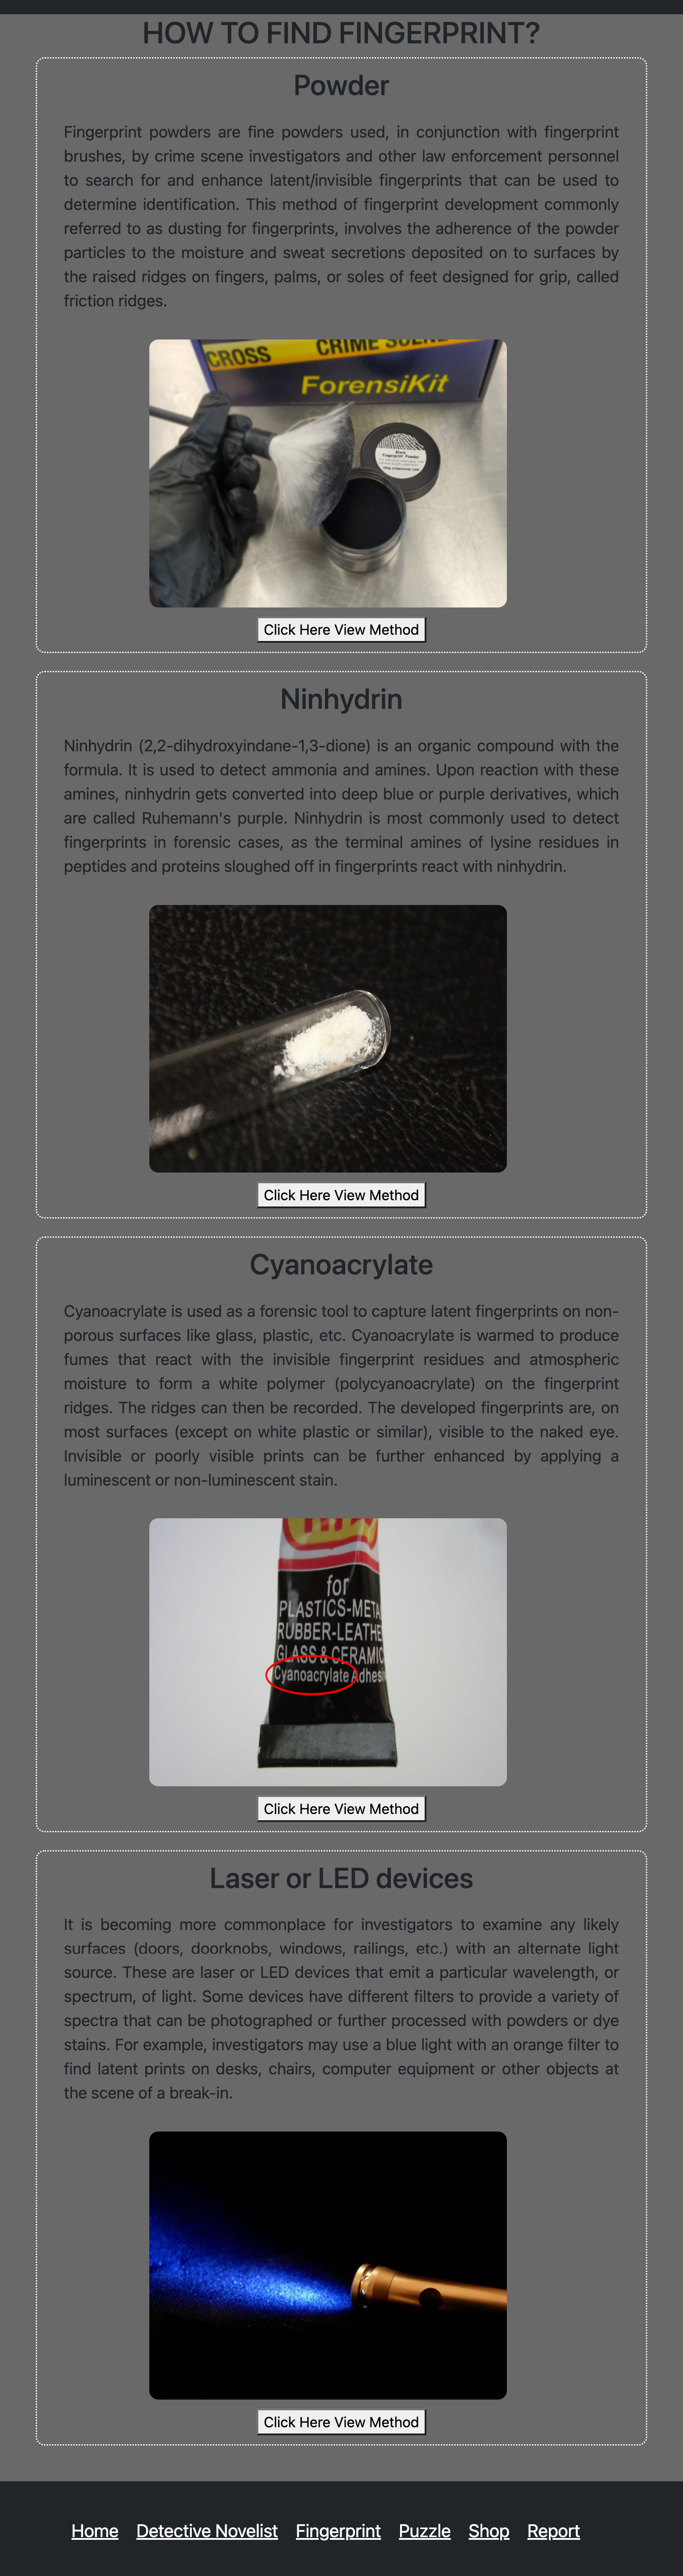 HOW TO FIND FINGERPRINT?
Powder
Fingerprint powders are fine powders used, in conjunction with fingerprint
brushes, by crime scene investigators and other law enforcement personnel
to search for and enhance latent/invisible fingerprints that can be used to
determine identification. This method of fingerprint development commonly
referred to as dusting for fingerprints, involves the adherence of the powder
particles to the moisture and sweat secretions deposited on to surfaces by
the raised ridges on fingers, palms, or soles of feet designed for grip, called
friction ridges.
CROSS CRIME SCENE
ForensiKit
Black
Fingerprint Powder
Click Here View Method
Ninhydrin
Ninhydrin (2,2-dihydroxyindane-1,3-dione) is an organic compound with the
formula. It is used to detect ammonia and amines. Upon reaction with these
amines, ninhydrin gets converted into deep blue or purple derivatives, which
are called Ruhemann's purple. Ninhydrin is most commonly used to detect
fingerprints in forensic cases, as the terminal amines of lysine residues in
peptides and proteins sloughed off in fingerprints react with ninhydrin.
Click Here View Method
Cyanoacrylate
Cyanoacrylate is used as a forensic tool to capture latent fingerprints on non-
porous surfaces like glass, plastic, etc. Cyanoacrylate is warmed to produce
fumes that react with the invisible fingerprint residues and atmospheric
moisture to form a white polymer (polycyanoacrylate) on the fingerprint
ridges. The ridges can then be recorded. The developed fingerprints are, on
most surfaces (except on white plastic or similar), visible to the naked eye.
Invisible or poorly visible prints can be further enhanced by applying a
luminescent or non-luminescent stain.
for
PLASTICS-META
RUBBER-LEATHE
GLASS & CERAMIC
Cyanoacrylate Adhesi
Click Here View Method
Laser or LED devices
It is becoming more commonplace for investigators to examine any likely
surfaces (doors, doorknobs, windows, railings, etc.) with an alternate light
source. These are laser or LED devices that emit a particular wavelength, or
spectrum, of light. Some devices have different filters to provide a variety of
spectra that can be photographed or further processed with powders or dye
stains. For example, investigators may use a blue light with an orange filter to
find latent prints on desks, chairs, computer equipment or other objects at
the scene of a break-in.
Click Here View Method
Home Detective Novelist Fingerprint Puzzle Shop Report